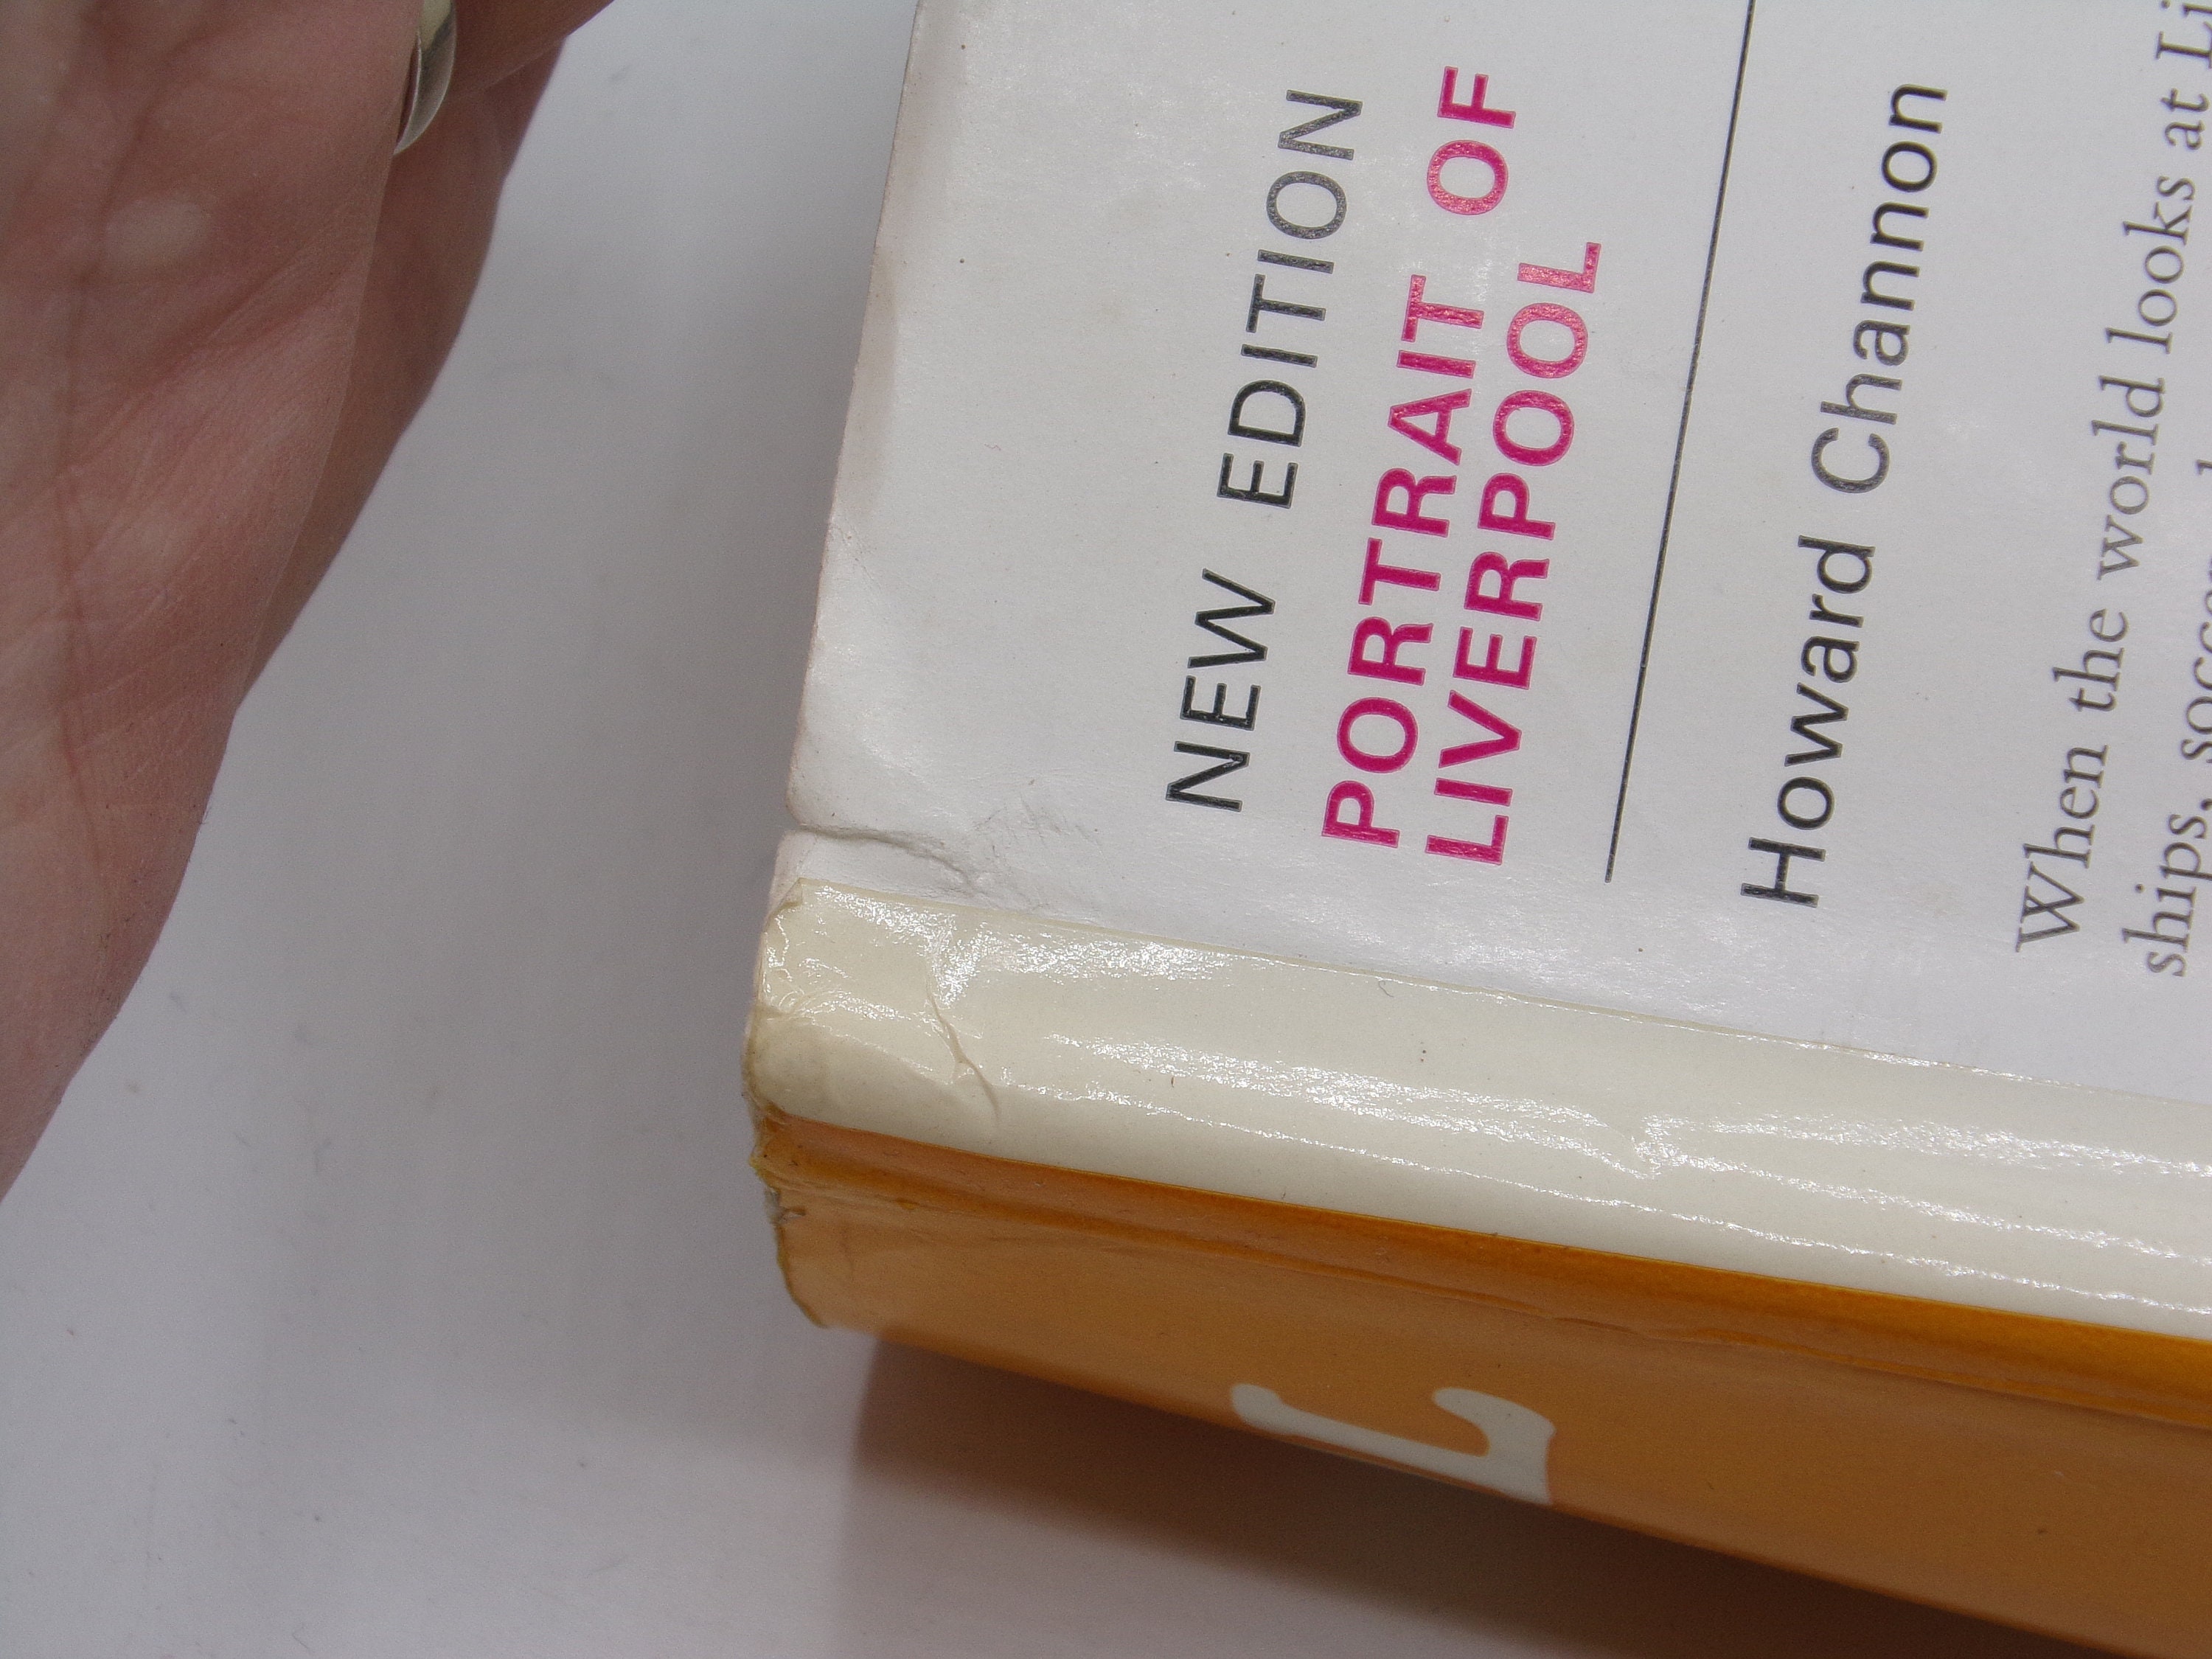 NEW EDITION
PORTRAIT OF
LIVERPOOL
Howard Channon
When the world looks at
ships,